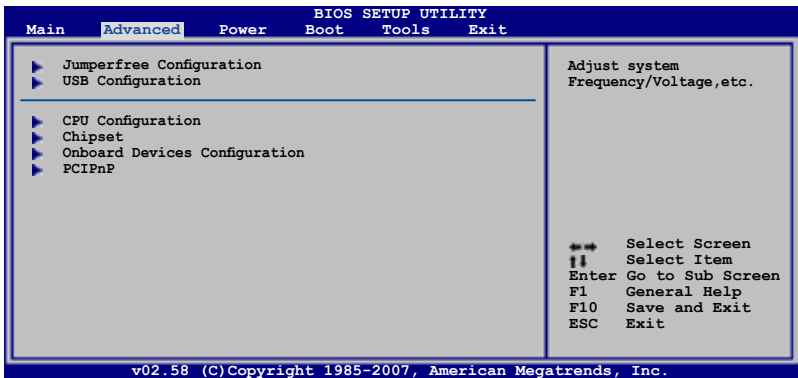 BIOS SETUP UTILITY
Main Advanced Power Boot Tools Exit
Jumperfree Configuration
USB Configuration
CPU Configuration
Chipset
Onboard Devices Configuration
PCIPnP
Adjust system
Frequency/Voltage,etc.
←→ Select Screen
↑↓ Select Item
Enter Go to Sub Screen
F1 General Help
F10 Save and Exit
ESC Exit
v02.58 (C)Copyright 1985-2007, American Megatrends, Inc.